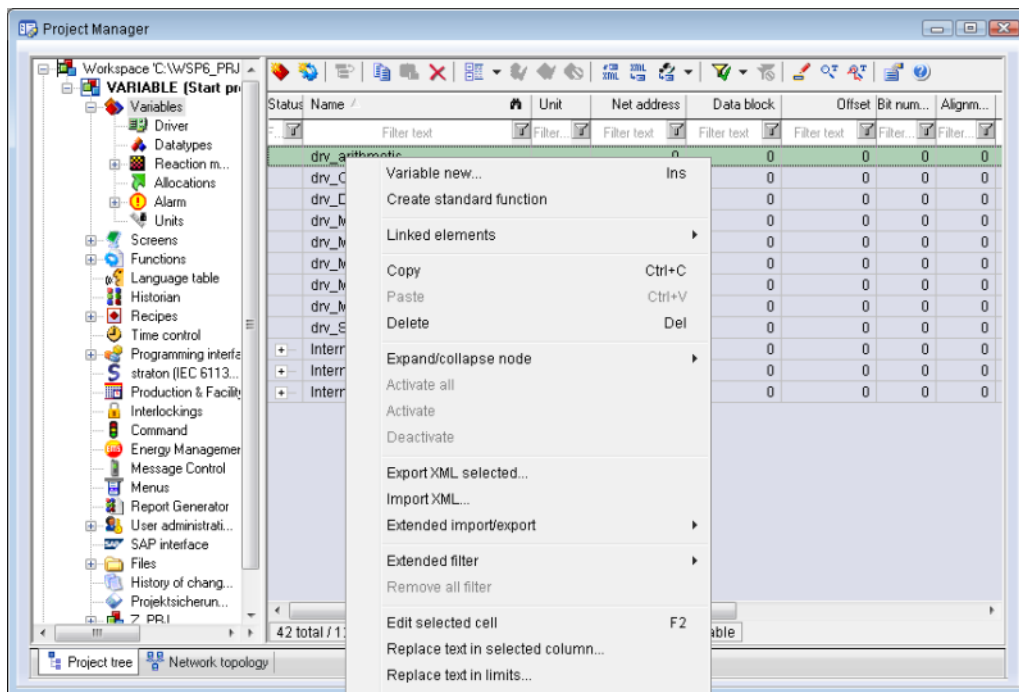 Project Manager
Workspace 'C:\WSP6_PRJ
VARIABLE (Start pr
Variables
Driver
Datatypes
Reaction m...
Allocations
Alarm
Units
Screens
Functions
Language table
Historian
Recipes
Time control
Programming interfa
straton (IEC 6113...
Production & Facility
Interlockings
Command
Energy Managemer
Message Control
Menus
Report Generator
User administrati...
SAP interface
Files
History of chang...
Projektsicherun...
Z_PRJ
Project tree Network topology
XML XML
Status Name Unit Net address Data block Offset Bit num... Alignm...
F... Filter text Filter... Filter text Filter text Filter text Filter... Filter...
drv_arithmetic 0 0 0 0 0
drv_C 0 0 0 0
drv_D 0 0 0 0
drv_M 0 0 0 0
drv_M 0 0 0 0
drv_M 0 0 0 0
drv_M 0 0 0 0
drv_M 0 0 0 0
drv_S 0 0 0 0
Intern 0 0 0 0
Intern 0 0 0 0
Intern 0 0 0 0
42 total / 1
able
Variable new... Ins
Create standard function
Linked elements
Copy Ctrl+C
Paste Ctrl+V
Delete Del
Expand/collapse node
Activate all
Activate
Deactivate
Export XML selected...
Import XML...
Extended import/export
Extended filter
Remove all filter
Edit selected cell F2
Replace text in selected column...
Replace text in limits...